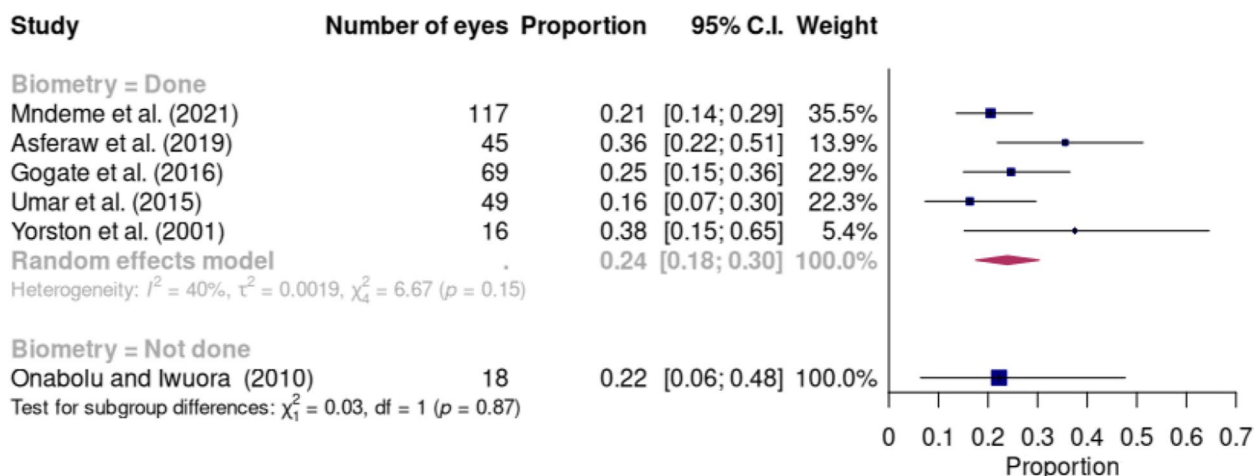 Study Number of eyes Proportion 95% C.I. Weight
Biometry = Done
Mndeme et al. (2021) 117 0.21 [0.14; 0.29] 35.5%
Asferaw et al. (2019) 45 0.36 [0.22; 0.51] 13.9%
Gogate et al. (2016) 69 0.25 [0.15; 0.36] 22.9%
Umar et al. (2015) 49 0.16 [0.07; 0.30] 22.3%
Yorston et al. (2001) 16 0.38 [0.15; 0.65] 5.4%
Random effects model . 0.24 [0.18; 0.30] 100.0%
Heterogeneity: I² = 40%, τ² = 0.0019, χ²₄ = 6.67 (p = 0.15)
Biometry = Not done
Onabolu and Iwuora (2010) 18 0.22 [0.06; 0.48] 100.0%
Test for subgroup differences: χ²₁ = 0.03, df = 1 (p = 0.87)
0 0.1 0.2 0.3 0.4 0.5 0.6 0.7
Proportion